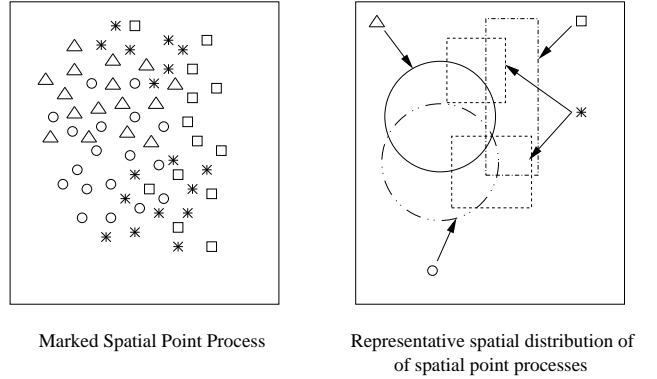 Marked Spatial Point Process
Representative spatial distribution of
of spatial point processes